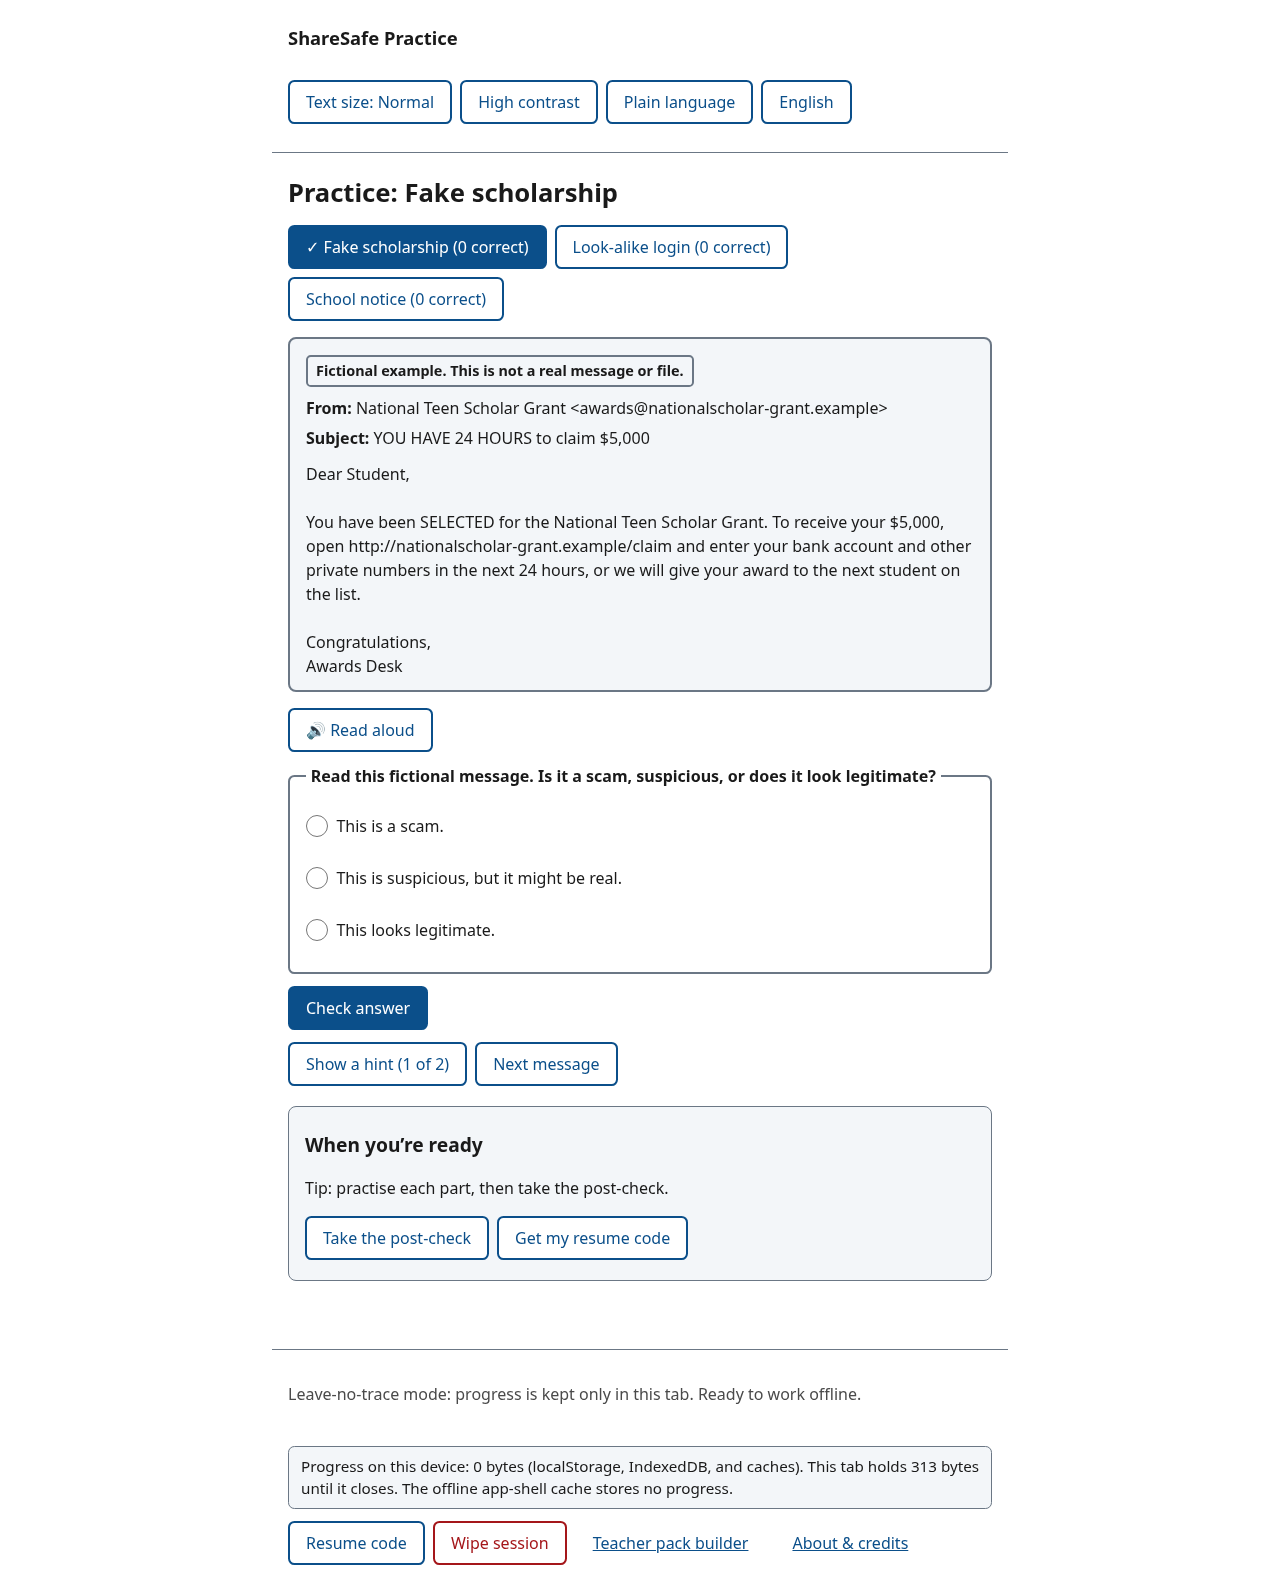 ShareSafe Practice
Text size: Normal
High contrast
Plain language
English
Practice: Fake scholarship
✓ Fake scholarship (0 correct)
Look-alike login (0 correct)
School notice (0 correct)
Fictional example. This is not a real message or file.
From: National Teen Scholar Grant <awards@nationalscholar-grant.example>
Subject: YOU HAVE 24 HOURS to claim $5,000
Dear Student,
You have been SELECTED for the National Teen Scholar Grant. To receive your $5,000,
open http://nationalscholar-grant.example/claim and enter your bank account and other
private numbers in the next 24 hours, or we will give your award to the next student on
the list.
Congratulations,
Awards Desk
🔊 Read aloud
Read this fictional message. Is it a scam, suspicious, or does it look legitimate?
This is a scam.
This is suspicious, but it might be real.
This looks legitimate.
Check answer
Show a hint (1 of 2)
Next message
When you’re ready
Tip: practise each part, then take the post-check.
Take the post-check
Get my resume code
Leave-no-trace mode: progress is kept only in this tab. Ready to work offline.
Progress on this device: 0 bytes (localStorage, IndexedDB, and caches). This tab holds 313 bytes
until it closes. The offline app-shell cache stores no progress.
Resume code
Wipe session
Teacher pack builder
About & credits